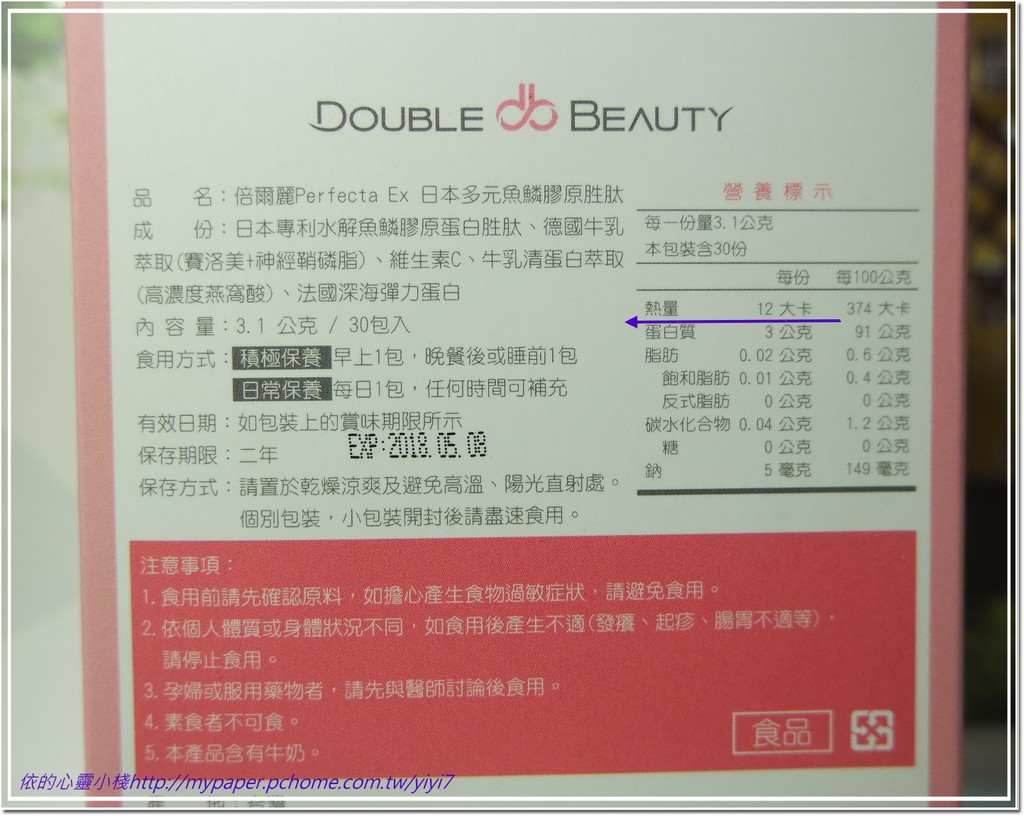 DOUBLE db BEAUTY
品　　名：倍爾麗Perfecta Ex 日本多元魚鱗膠原胜肽
成　　份：日本專利水解魚鱗膠原蛋白胜肽、德國牛乳
萃取(賽洛美+神經鞘磷脂)、維生素C、牛乳清蛋白萃取
(高濃度燕窩酸)、法國深海彈力蛋白
內 容 量：3.1 公克 / 30包入
食用方式：積極保養 早上1包，晚餐後或睡前1包
日常保養 每日1包，任何時間可補充
有效日期：如包裝上的賞味期限所示
EXP:2018.05.08
保存期限：二年
保存方式：請置於乾燥涼爽及避免高溫、陽光直射處。
個別包裝，小包裝開封後請盡速食用。
營養標示
每一份量3.1公克
本包裝含30份
每份 每100公克
熱量 12 大卡 374 大卡
蛋白質 3 公克 91 公克
脂肪 0.02 公克 0.6 公克
飽和脂肪 0.01 公克 0.4 公克
反式脂肪 0 公克 0 公克
碳水化合物 0.04 公克 1.2 公克
糖 0 公克 0 公克
鈉 5 毫克 149 毫克
注意事項：
1.食用前請先確認原料，如擔心產生食物過敏症狀，請避免食用。
2.依個人體質或身體狀況不同，如食用後產生不適(發癢、起疹、腸胃不適等)，
請停止食用。
3.孕婦或服用藥物者，請先與醫師討論後食用。
4.素食者不可食。
5.本產品含有牛奶。
食品
依的心靈小棧http://mypaper.pchome.com.tw/yiyi7
產　　地：台灣